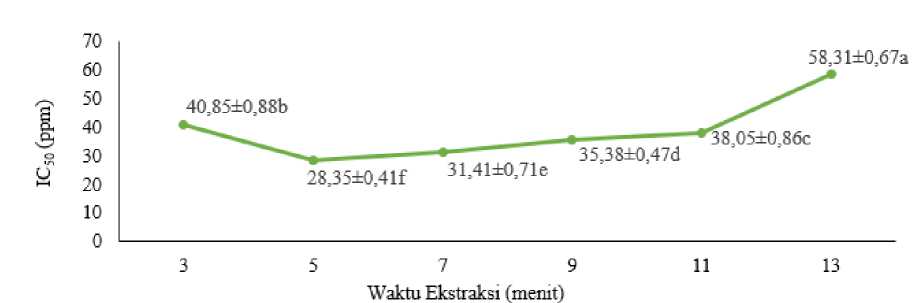 70
60
50
40
30
20
10
0
IC50 (ppm)
40,85±0,88b
28,35±0,41f
31,41±0,71e
35,38±0,47d
38,05±0,86c
58,31±0,67a
3 5 7 9 11 13
Waktu Ekstraksi (menit)